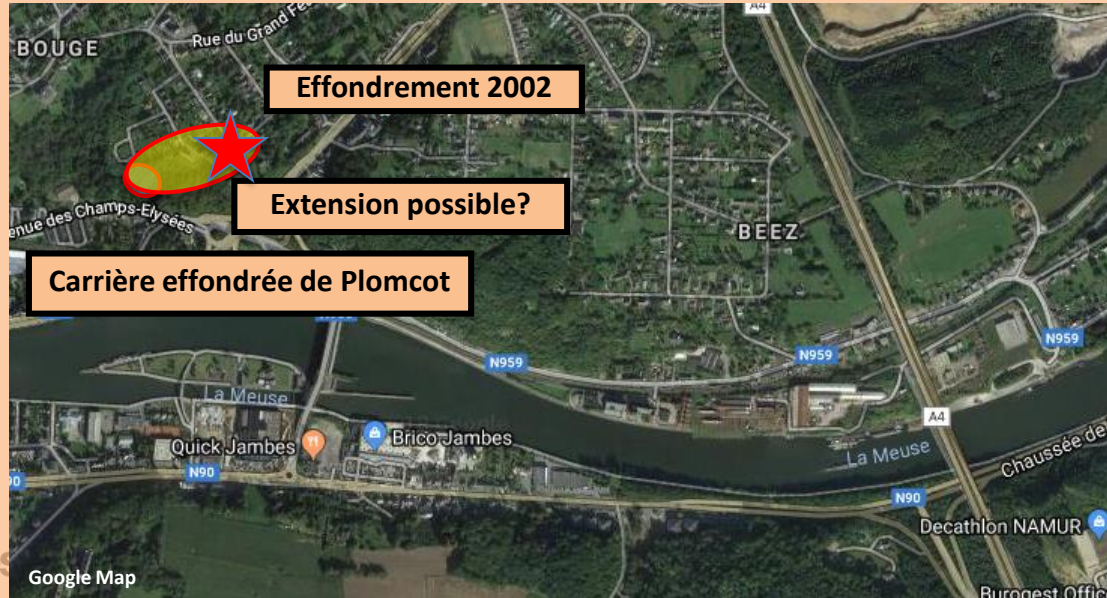 A4
BOUGE
Rue du Grand Fe
Effondrement 2002
Extension possible?
enue des Champs-Elysées
BEEZ
Carrière effondrée de Plomcot
N959
N959
N959
La Meuse
Quick Jambes
Brico Jambes
A4
La Meuse
Chaussée de
90
N90
N90
Decathlon NAMUR
Google Map
Burogest Offic